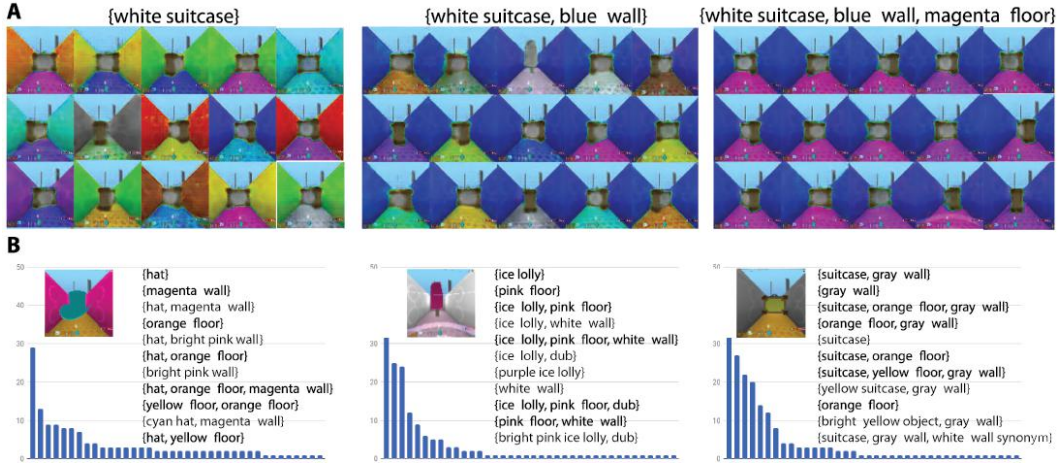 A
{white suitcase}
{white suitcase, blue wall}
{white suitcase, blue wall, magenta floor}
B
50
40
30
20
10
0
{hat}
{magenta wall}
{hat, magenta wall}
{orange floor}
{hat, bright pink wall}
{hat, orange floor}
{bright pink wall}
{hat, orange floor, magenta wall}
{yellow floor, orange floor}
{cyan hat, magenta wall}
{hat, yellow floor}
50
40
30
20
10
0
{ice lolly}
{pink floor}
{ice lolly, pink floor}
{ice lolly, white wall}
{ice lolly, pink floor, white wall}
{ice lolly, dub}
{purple ice lolly}
{white wall}
{ice lolly, pink floor, dub}
{pink floor, white wall}
{bright pink ice lolly, dub}
50
40
30
20
10
0
{suitcase, gray wall}
{gray wall}
{suitcase, orange floor, gray wall}
{orange floor, gray wall}
{suitcase}
{suitcase, orange floor}
{suitcase, yellow floor, gray wall}
{yellow suitcase, gray wall}
{orange floor}
{bright yellow object, gray wall}
{suitcase, gray wall, white wall synonym}